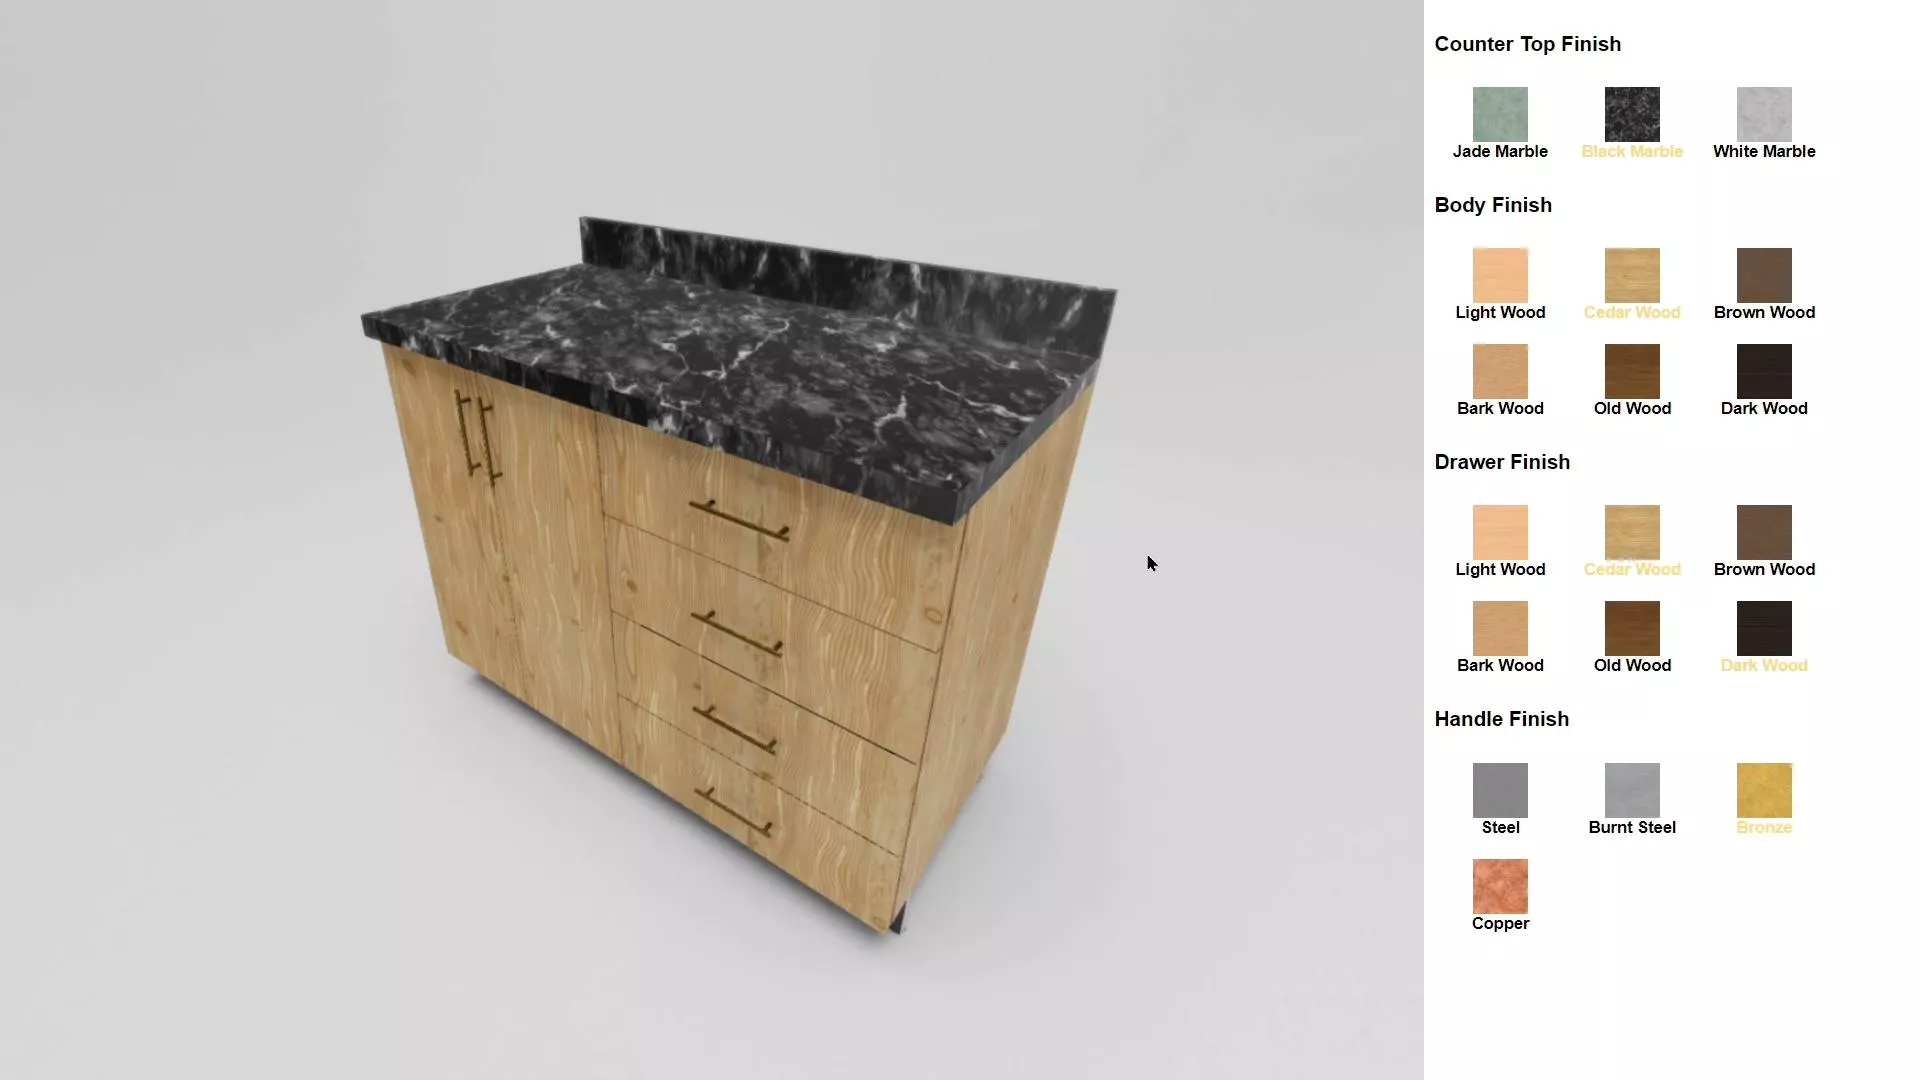 Counter Top Finish
Jade Marble Black Marble White Marble
Body Finish
Light Wood Cedar Wood Brown Wood
Bark Wood Old Wood Dark Wood
Drawer Finish
Light Wood Cedar Wood Brown Wood
Bark Wood Old Wood Dark Wood
Handle Finish
Steel Burnt Steel Bronze
Copper